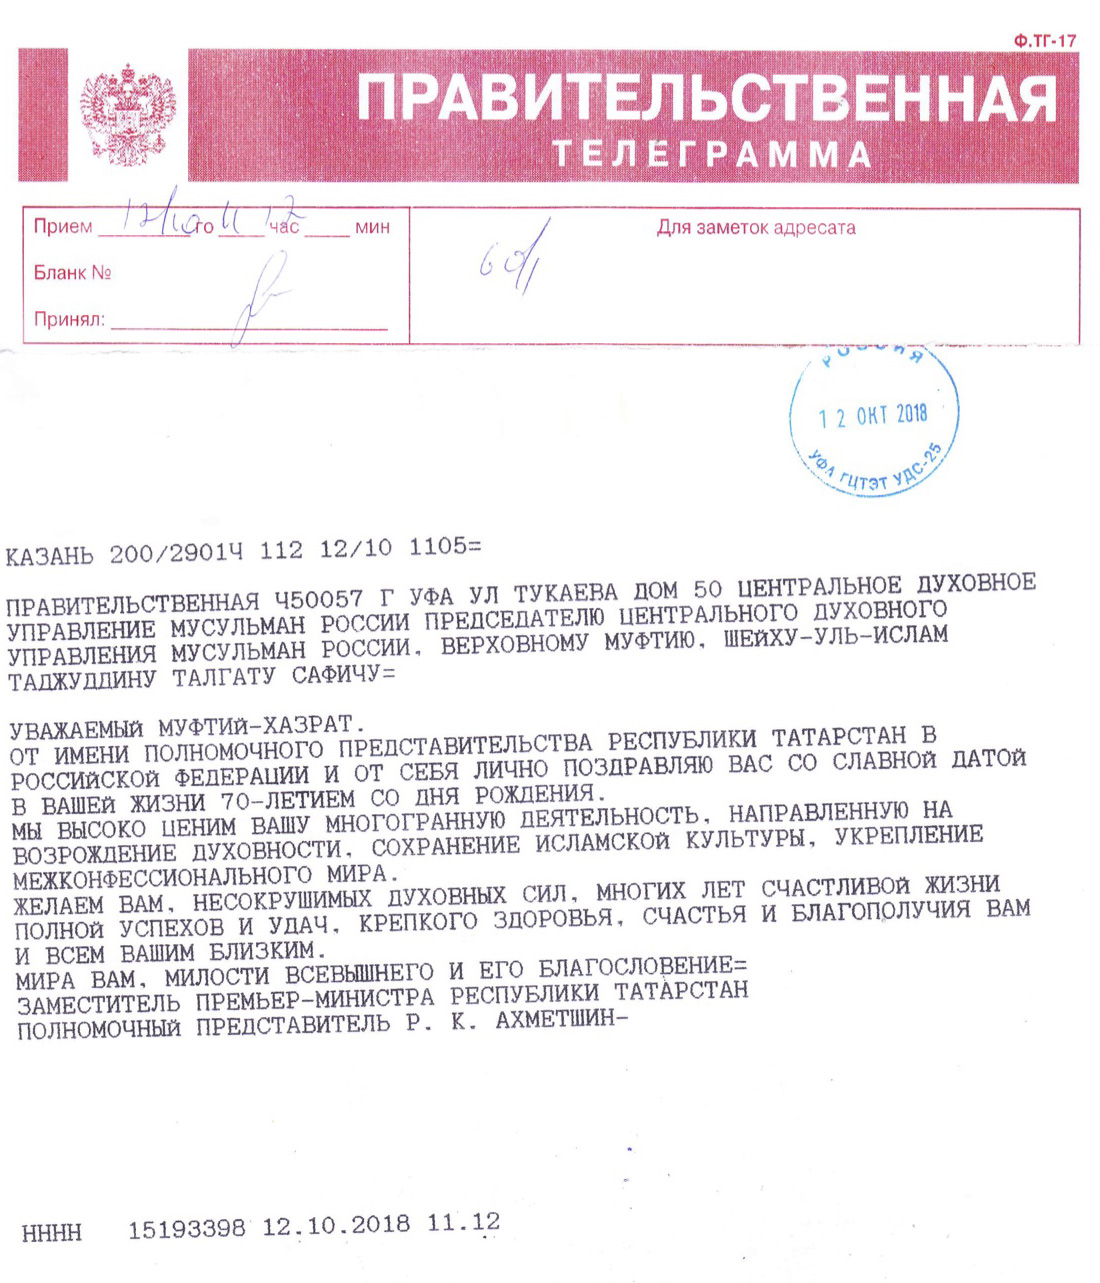 Ф.ТГ-17
ПРАВИТЕЛЬСТВЕННАЯ
ТЕЛЕГРАММА
Прием 12/10 го 11 час 12 мин
Для заметок адресата
Бланк №
Принял:
РОССИЯ
12 ОКТ 2018
УФА ГЦТЭТ УДС-25
КАЗАНЬ 200/2901Ч 112 12/10 1105=
ПРАВИТЕЛЬСТВЕННАЯ Ч50057 Г УФА УЛ ТУКАЕВА ДОМ 50 ЦЕНТРАЛЬНОЕ ДУХОВНОЕ
УПРАВЛЕНИЕ МУСУЛЬМАН РОССИИ ПРЕДСЕДАТЕЛЮ ЦЕНТРАЛЬНОГО ДУХОВНОГО
УПРАВЛЕНИЯ МУСУЛЬМАН РОССИИ, ВЕРХОВНОМУ МУФТИЮ, ШЕЙХУ-УЛЬ-ИСЛАМ
ТАДЖУДДИНУ ТАЛГАТУ САФИЧУ=
УВАЖАЕМЫЙ МУФТИЙ-ХАЗРАТ.
ОТ ИМЕНИ ПОЛНОМОЧНОГО ПРЕДСТАВИТЕЛЬСТВА РЕСПУБЛИКИ ТАТАРСТАН В
РОССИЙСКОЙ ФЕДЕРАЦИИ И ОТ СЕБЯ ЛИЧНО ПОЗДРАВЛЯЮ ВАС СО СЛАВНОЙ ДАТОЙ
В ВАШЕЙ ЖИЗНИ 70-ЛЕТИЕМ СО ДНЯ РОЖДЕНИЯ.
МЫ ВЫСОКО ЦЕНИМ ВАШУ МНОГОГРАННУЮ ДЕЯТЕЛЬНОСТЬ, НАПРАВЛЕННУЮ НА
ВОЗРОЖДЕНИЕ ДУХОВНОСТИ, СОХРАНЕНИЕ ИСЛАМСКОЙ КУЛЬТУРЫ, УКРЕПЛЕНИЕ
МЕЖКОНФЕССИОНАЛЬНОГО МИРА.
ЖЕЛАЕМ ВАМ, НЕСОКРУШИМЫХ ДУХОВНЫХ СИЛ, МНОГИХ ЛЕТ СЧАСТЛИВОЙ ЖИЗНИ
ПОЛНОЙ УСПЕХОВ И УДАЧ, КРЕПКОГО ЗДОРОВЬЯ, СЧАСТЬЯ И БЛАГОПОЛУЧИЯ ВАМ
И ВСЕМ ВАШИМ БЛИЗКИМ.
МИРА ВАМ, МИЛОСТИ ВСЕВЫШНЕГО И ЕГО БЛАГОСЛОВЕНИЕ=
ЗАМЕСТИТЕЛЬ ПРЕМЬЕР-МИНИСТРА РЕСПУБЛИКИ ТАТАРСТАН
ПОЛНОМОЧНЫЙ ПРЕДСТАВИТЕЛЬ Р. К. АХМЕТШИН-
НННН 15193398 12.10.2018 11.12